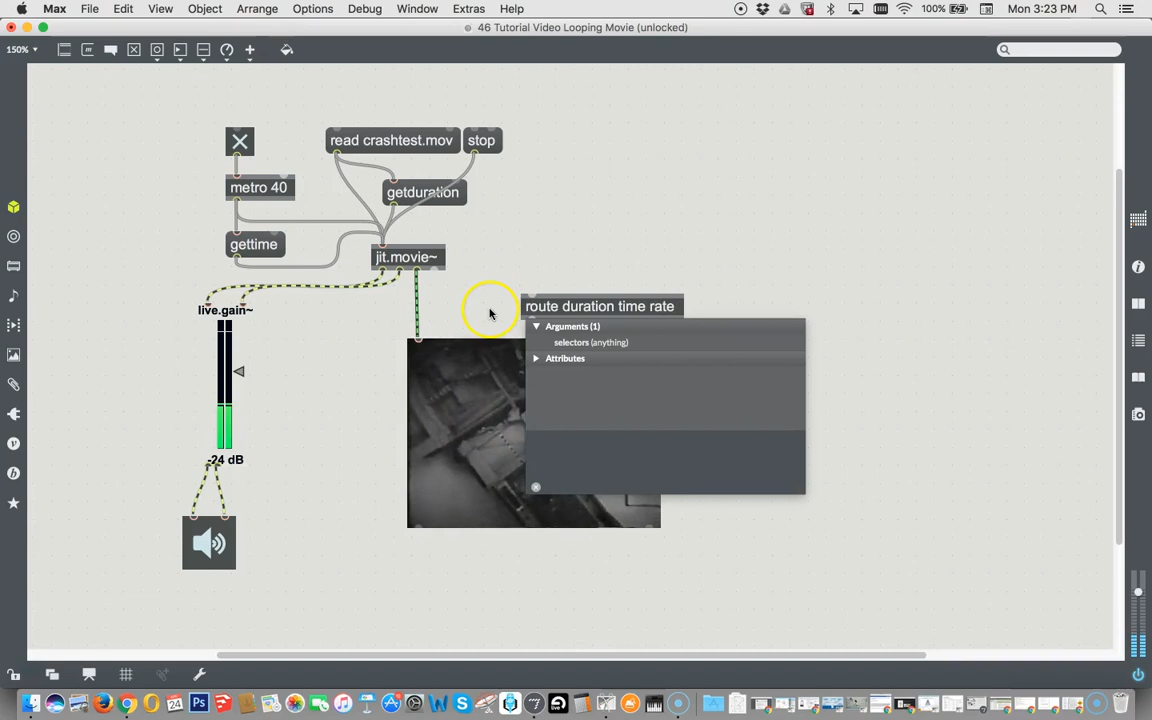 Max File Edit View Object Arrange Options Debug Window Extras Help 100% Mon 3:23 PM
46 Tutorial Video Looping Movie (unlocked)
150%
read crashtest.mov stop
metro 40 getduration
gettime
jit.movie~
live.gain~ route duration time rate
Arguments (1)
selectors (anything)
Attributes
-24 dB